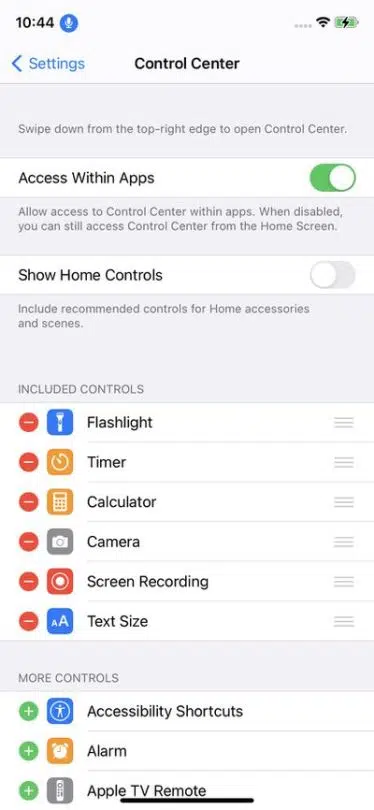 10:44
Settings
Control Center
Swipe down from the top-right edge to open Control Center.
Access Within Apps
Allow access to Control Center within apps. When disabled,
you can still access Control Center from the Home Screen.
Show Home Controls
Include recommended controls for Home accessories
and scenes.
INCLUDED CONTROLS
Flashlight
Timer
Calculator
Camera
Screen Recording
AA Text Size
MORE CONTROLS
Accessibility Shortcuts
Alarm
Apple TV Remote